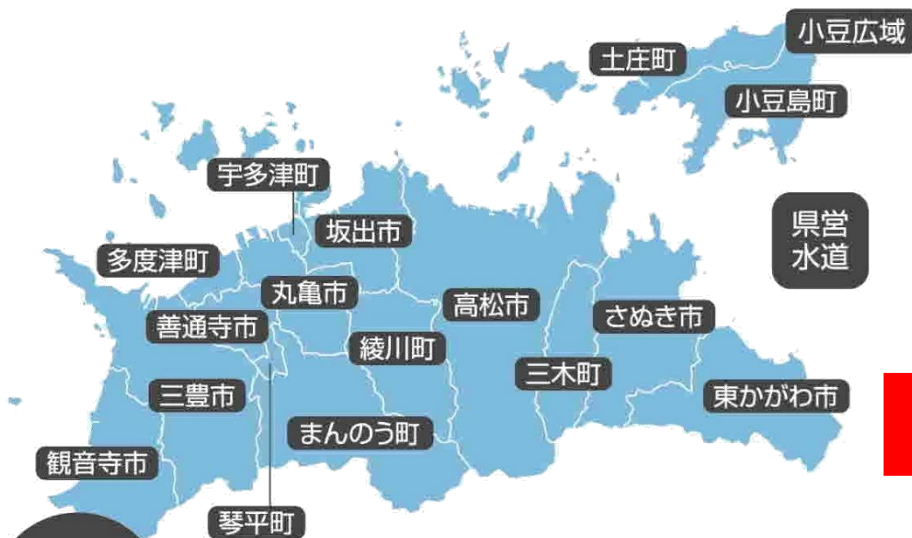 小豆広域
土庄町
小豆島町
宇多津町
坂出市
県営
水道
多度津町
丸亀市
高松市
さぬき市
善通寺市
綾川町
三木町
三豊市
東かがわ市
まんのう町
観音寺市
琴平町